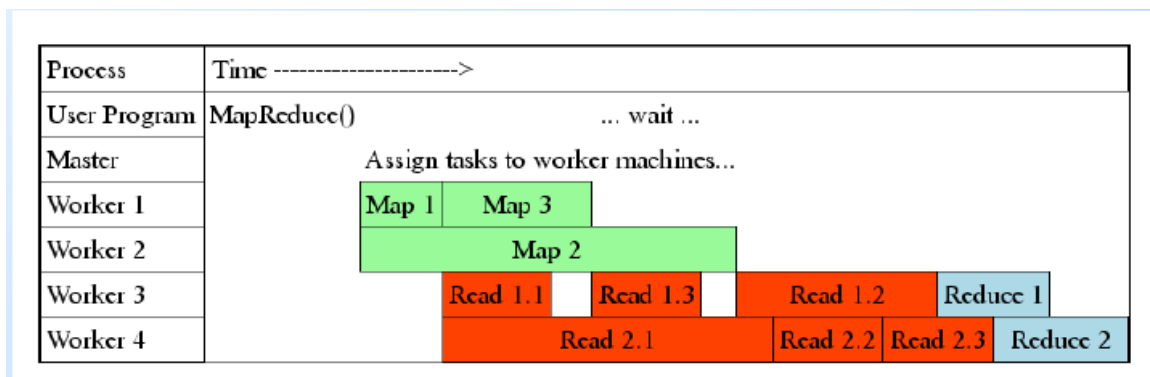 Process Time ---------------------->
User Program MapReduce() ... wait ...
Master Assign tasks to worker machines...
Worker 1 Map 1 Map 3
Worker 2 Map 2
Worker 3 Read 1.1 Read 1.3 Read 1.2 Reduce 1
Worker 4 Read 2.1 Read 2.2 Read 2.3 Reduce 2